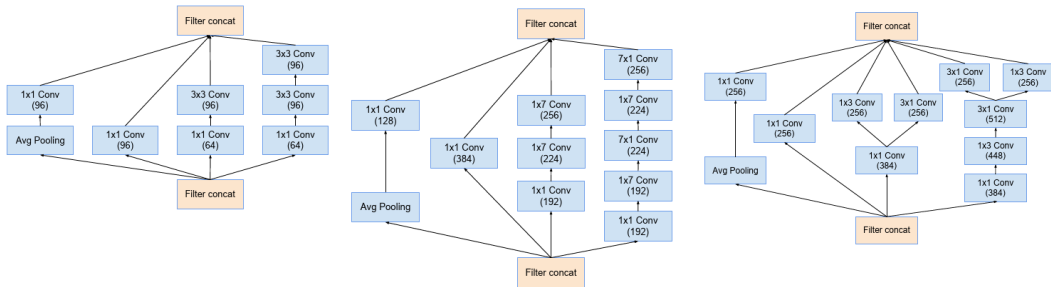 Filter concat
3x3 Conv
(96)
1x1 Conv
(96)
3x3 Conv
(96)
3x3 Conv
(96)
Avg Pooling
1x1 Conv
(96)
1x1 Conv
(64)
1x1 Conv
(64)
Filter concat
Filter concat
7x1 Conv
(256)
1x1 Conv
(128)
1x7 Conv
(256)
1x7 Conv
(224)
1x1 Conv
(384)
1x7 Conv
(224)
7x1 Conv
(224)
Avg Pooling
1x1 Conv
(192)
1x7 Conv
(192)
1x1 Conv
(192)
Filter concat
Filter concat
1x1 Conv
(256)
3x1 Conv
(256)
1x3 Conv
(256)
1x3 Conv
(256)
3x1 Conv
(256)
3x1 Conv
(512)
1x1 Conv
(256)
1x3 Conv
(448)
Avg Pooling
1x1 Conv
(384)
1x1 Conv
(384)
Filter concat